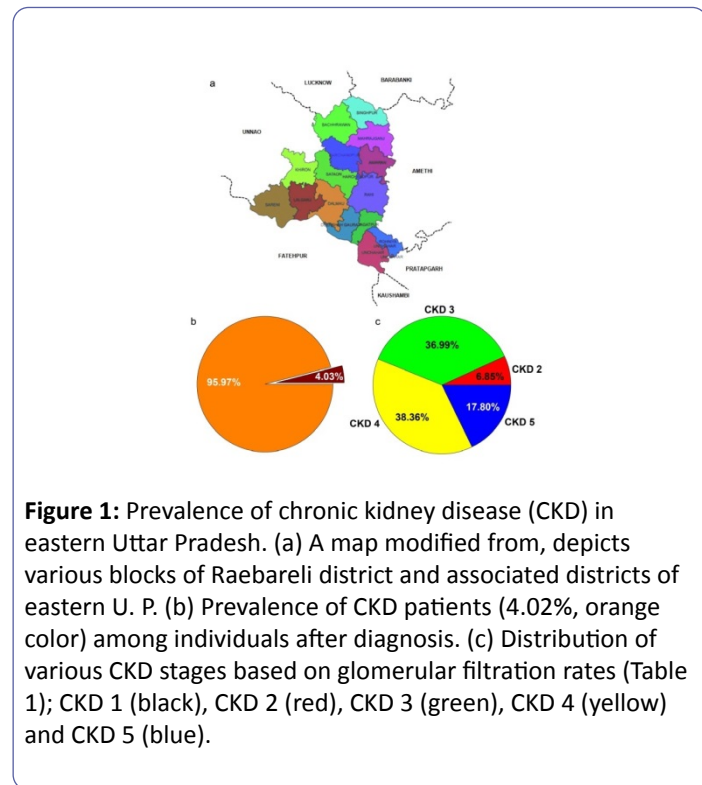 a
LUCKNOW
BARABANKI
SINGHPUR
BACHHRAWAN
UNNAO
AMETHI
KHIRON
DALMAU
FATEHPUR
PRATAPGARH
KAUSHAMBI
b
c
CKD 3
36.99%
CKD 2
95.97%
4.03%
6.85%
17.80%
38.36%
CKD 4
CKD 5
Figure 1: Prevalence of chronic kidney disease (CKD) in
eastern Uttar Pradesh. (a) A map modified from, depicts
various blocks of Raebareli district and associated districts of
eastern U. P. (b) Prevalence of CKD patients (4.02%, orange
color) among individuals after diagnosis. (c) Distribution of
various CKD stages based on glomerular filtration rates (Table
1); CKD 1 (black), CKD 2 (red), CKD 3 (green), CKD 4 (yellow)
and CKD 5 (blue).